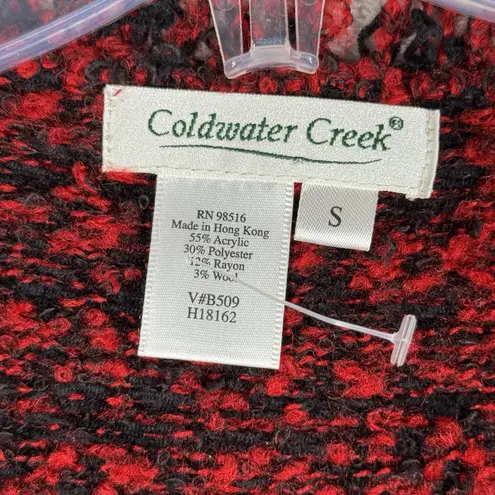 Coldwater Creek®
RN 98516
Made in Hong Kong
55% Acrylic
30% Polyester
12% Rayon
3% Wool
V#B509
H18162
S